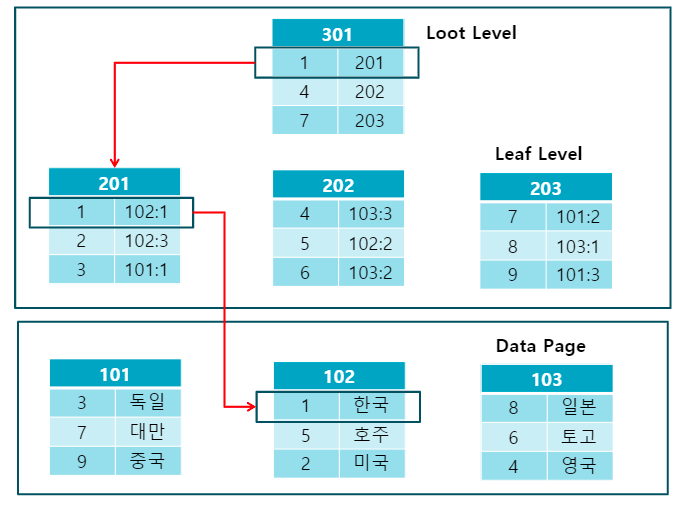 301
Loot Level
1 201
4 202
7 203
Leaf Level
201
1 102:1
2 102:3
3 101:1
202
4 103:3
5 102:2
6 103:2
203
7 101:2
8 103:1
9 101:3
Data Page
101
3 독일
7 대만
9 중국
102
1 한국
5 호주
2 미국
103
8 일본
6 토고
4 영국